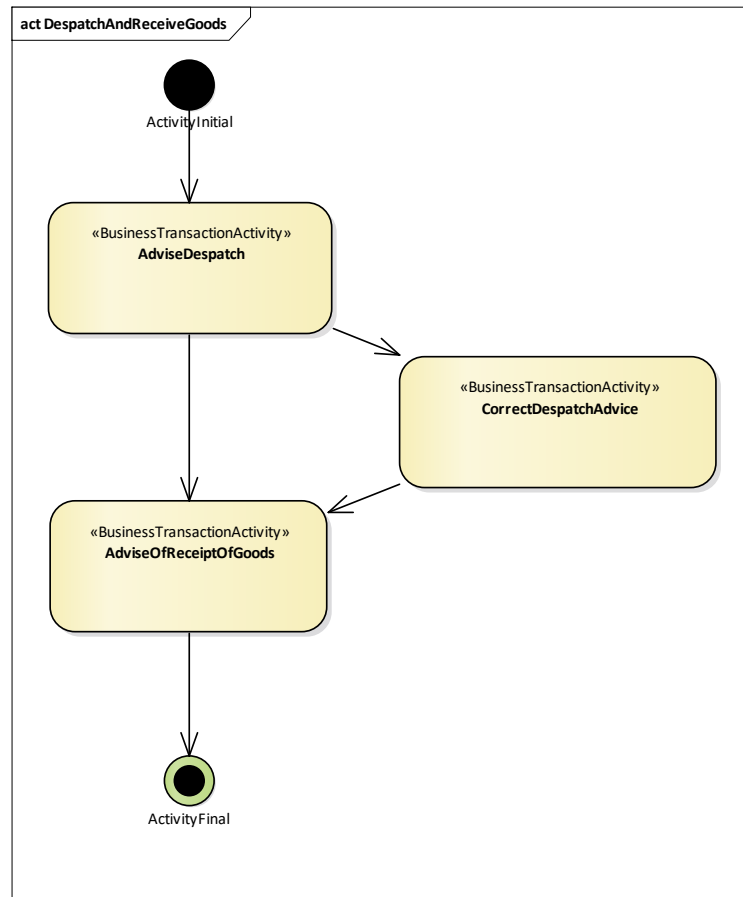 act DespatchAndReceiveGoods
ActivityInitial
«BusinessTransactionActivity»
AdviseDespatch
«BusinessTransactionActivity»
CorrectDespatchAdvice
«BusinessTransactionActivity»
AdviseOfReceiptOfGoods
ActivityFinal